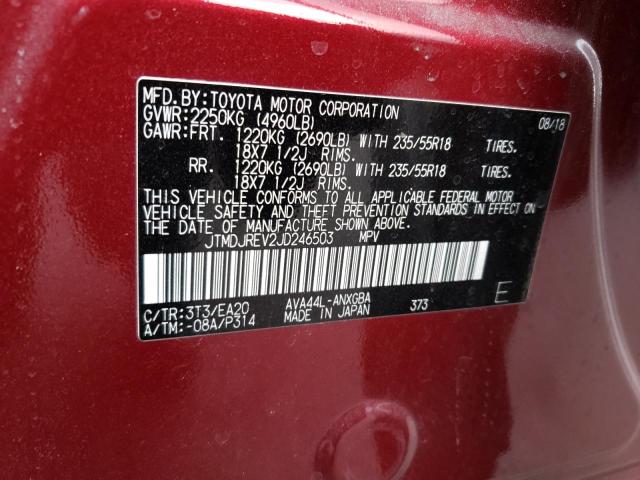 MFD. BY: TOYOTA MOTOR CORPORATION 08/18
GVWR: 2250KG (4960LB)
GAWR: FRT. 1220KG (2690LB) WITH 235/55R18 TIRES.
18X7 1/2J RIMS.
RR. 1220KG (2690LB) WITH 235/55R18 TIRES.
18X7 1/2J RIMS.
THIS VEHICLE CONFORMS TO ALL APPLICABLE FEDERAL MOTOR
VEHICLE SAFETY AND THEFT PREVENTION STANDARDS IN EFFECT ON
THE DATE OF MANUFACTURE SHOWN ABOVE.
JTMDJREV2JD246503 MPV
C/TR: 3T3/EA20 AVA44L-ANXGBA 373 E
A/TM: -08A/P314 MADE IN JAPAN